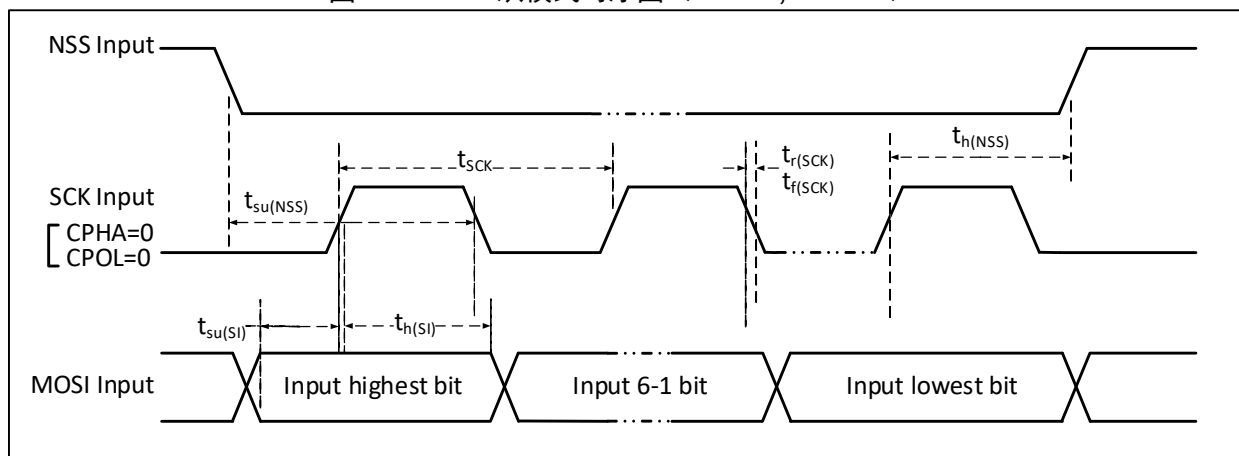 NSS Input
t_SCK
t_r(SCK)
t_f(SCK)
t_h(NSS)
SCK Input
CPHA=0
CPOL=0
t_su(NSS)
t_su(SI)
t_h(SI)
MOSI Input
Input highest bit
Input 6-1 bit
Input lowest bit